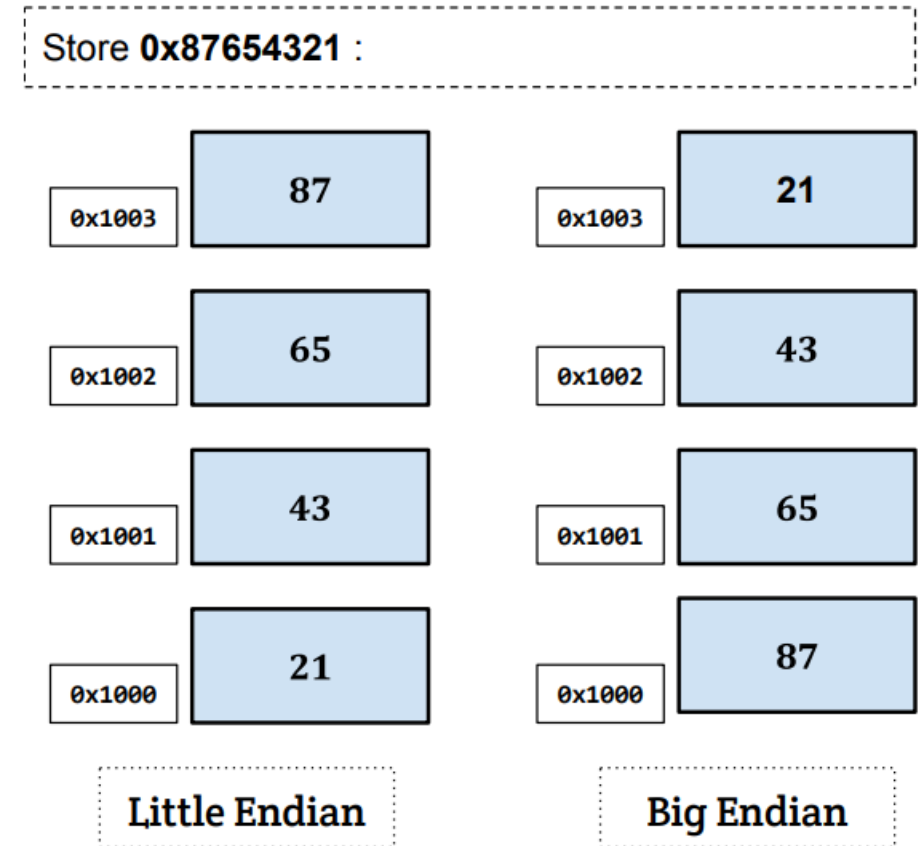 Store 0x87654321 :
87
0x1003
65
0x1002
43
0x1001
21
0x1000
Little Endian
21
0x1003
43
0x1002
65
0x1001
87
0x1000
Big Endian